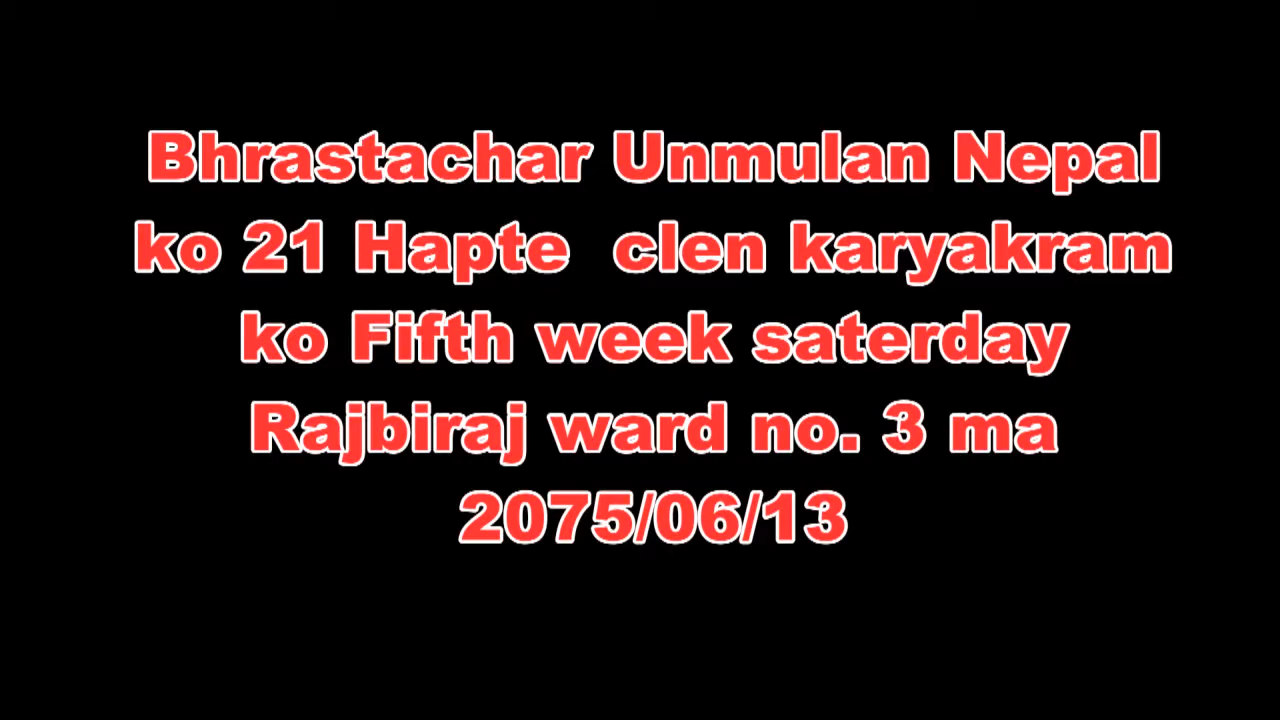 Bhrastachar Unmulan Nepal
ko 21 Hapte clen karyakram
ko Fifth week saterday
Rajbiraj ward no. 3 ma
2075/06/13